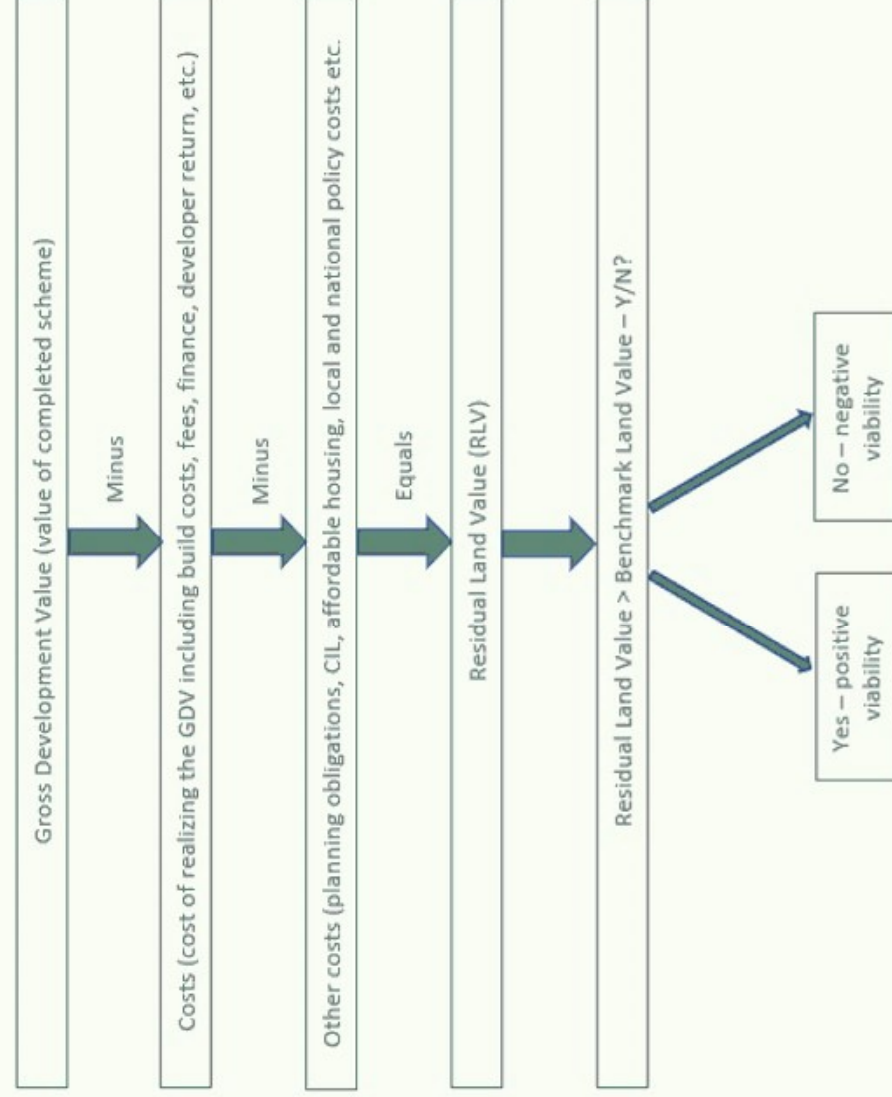 Gross Development Value (value of completed scheme)
Minus
Costs (cost of realizing the GDV including build costs, fees, finance, developer return, etc.)
Minus
Other costs (planning obligations, CIL, affordable housing, local and national policy costs etc.
Equals
Residual Land Value (RLV)
Residual Land Value > Benchmark Land Value – Y/N?
Yes – positive
viability
No – negative
viability